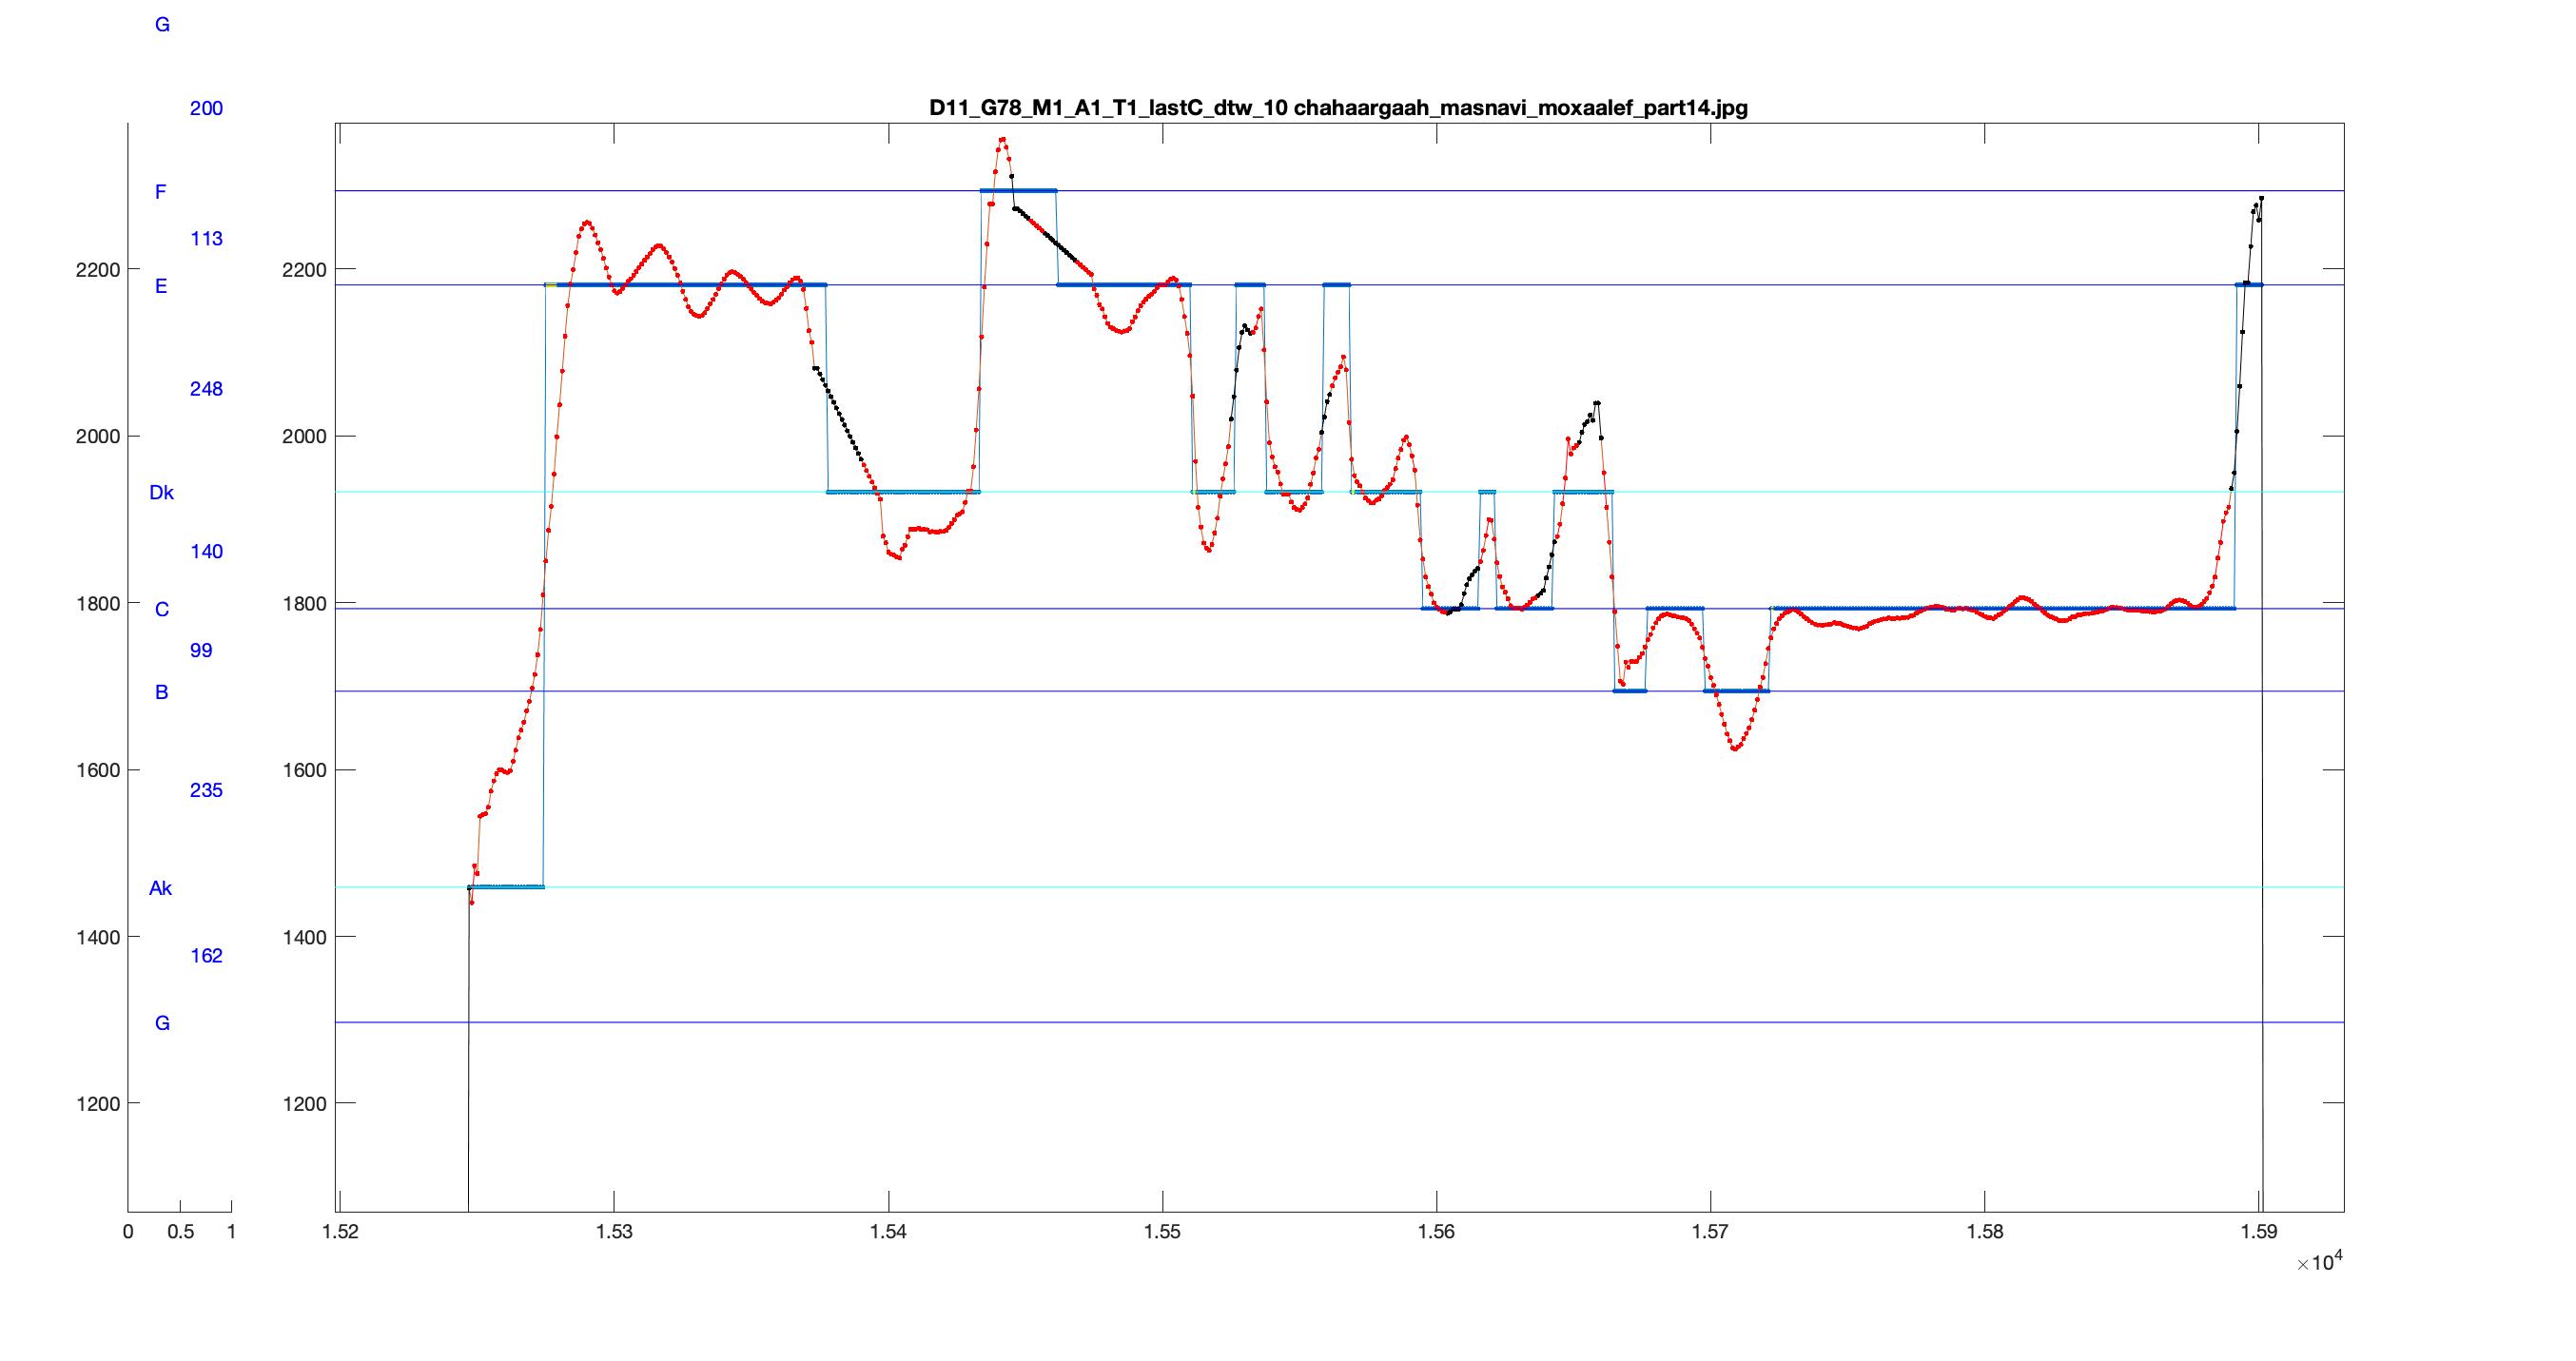 G
200
D11_G78_M1_A1_T1_lastC_dtw_10 chahaargaah_masnavi_moxaalef_part14.jpg
F
113
2200 E 2200
248
2000 2000
Dk
140
1800 C 1800
99
B
1600 1600
235
Ak
1400 1400
162
G
1200 1200
0 0.5 1 1.52 1.53 1.54 1.55 1.56 1.57 1.58 1.59
×10^4